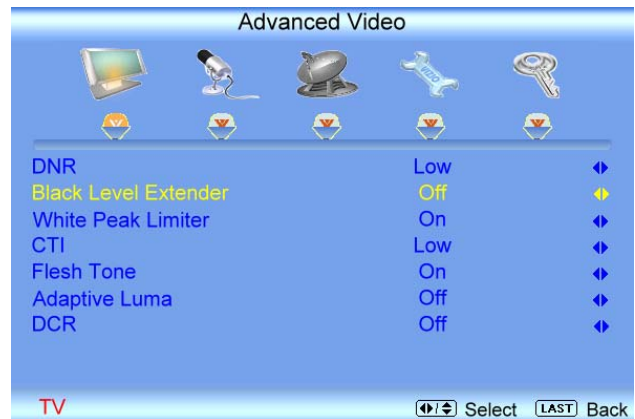 Advanced Video
VIZIO
DNR Low
Black Level Extender Off
White Peak Limiter On
CTI Low
Flesh Tone On
Adaptive Luma Off
DCR Off
TV Select LAST Back